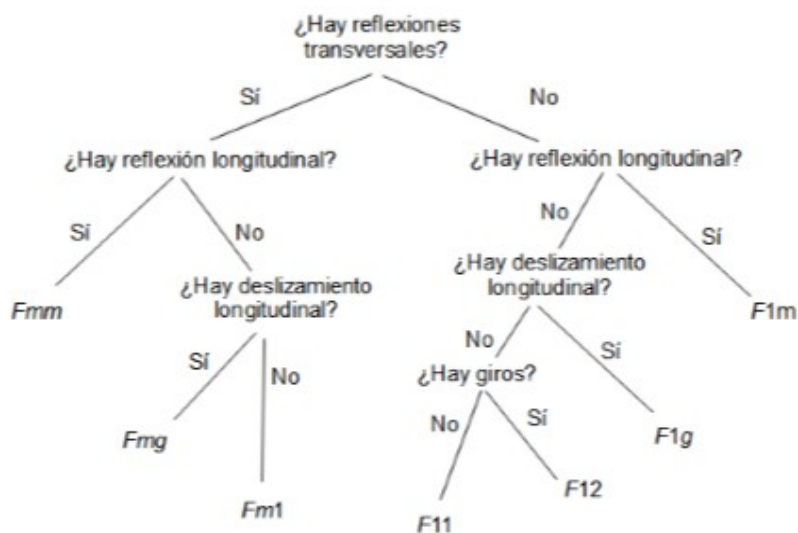 ¿Hay reflexiones
transversales?
Sí
No
¿Hay reflexión longitudinal?
¿Hay reflexión longitudinal?
Sí
No
No
Sí
Fmm
¿Hay deslizamiento
longitudinal?
¿Hay deslizamiento
longitudinal?
F1m
Sí
No
No
Sí
¿Hay giros?
Fmg
No
Sí
F1g
Fm1
F11
F12